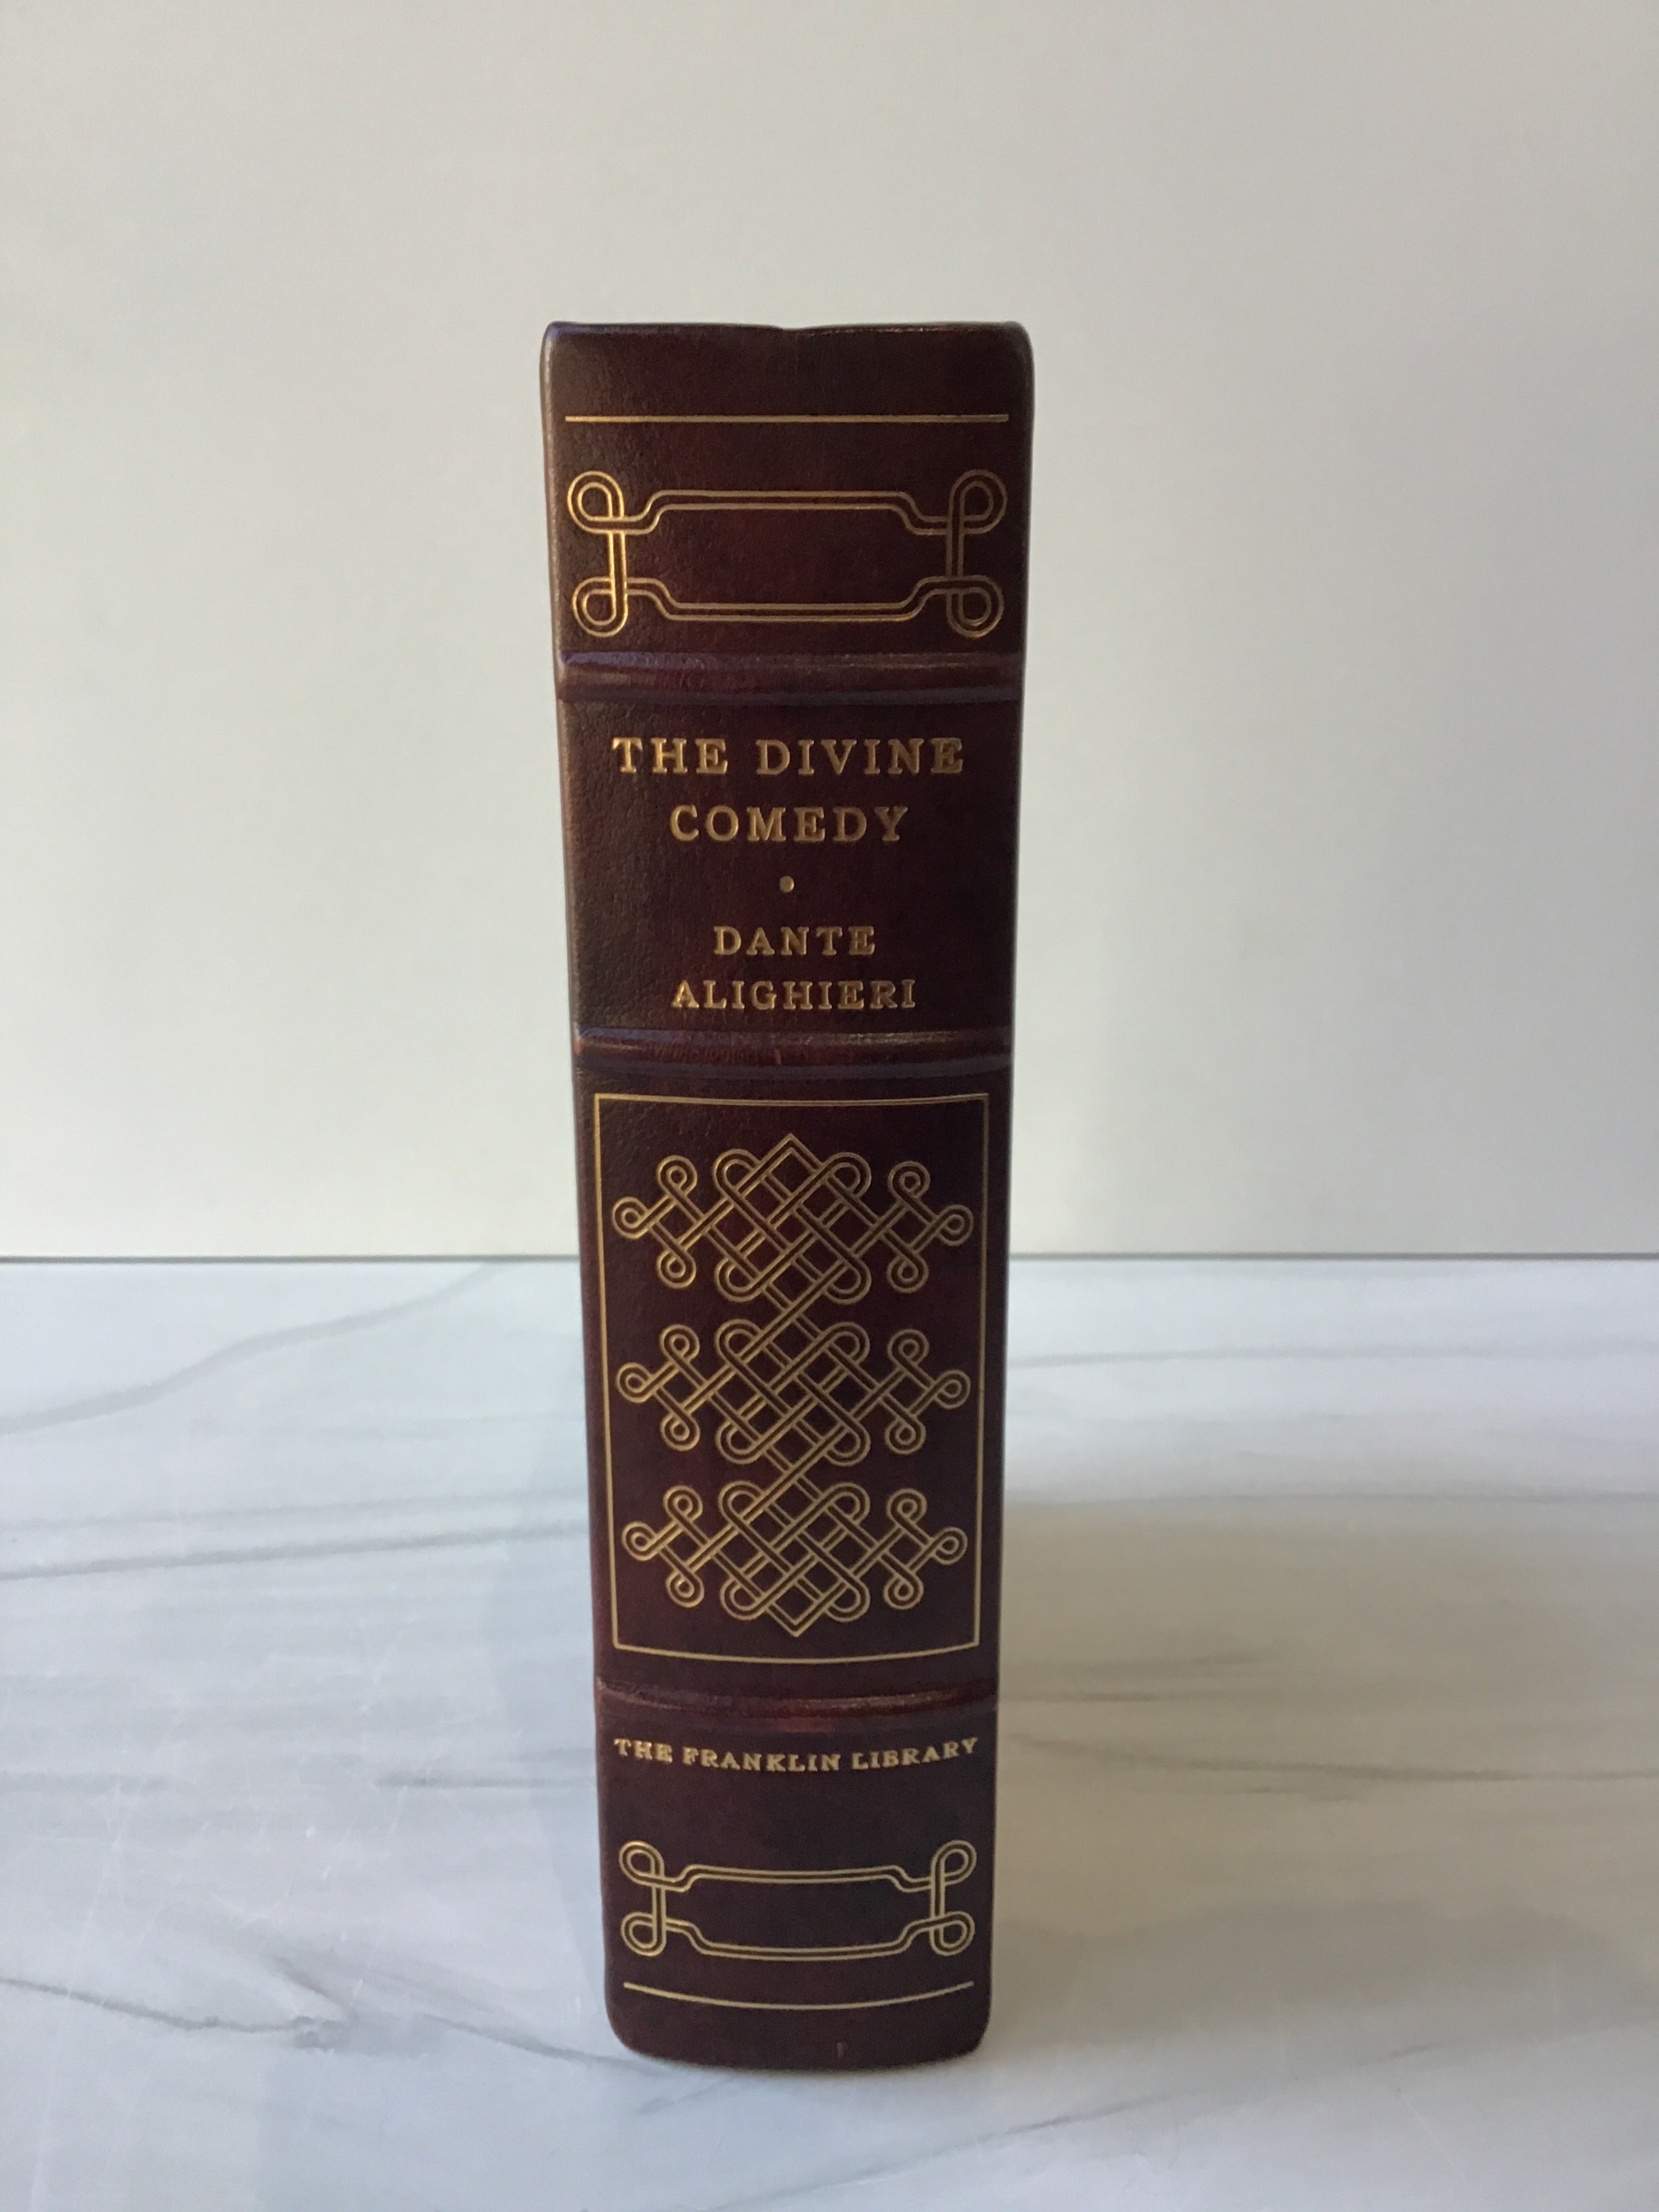 THE DIVINE
COMEDY
•
DANTE
ALIGHIERI
THE FRANKLIN LIBRARY